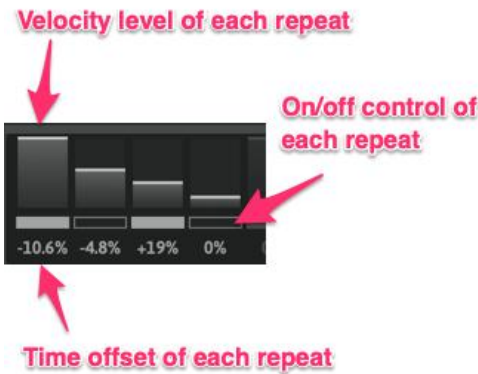 Velocity level of each repeat
On/off control of
each repeat
-10.6% -4.8% +19% 0%
Time offset of each repeat